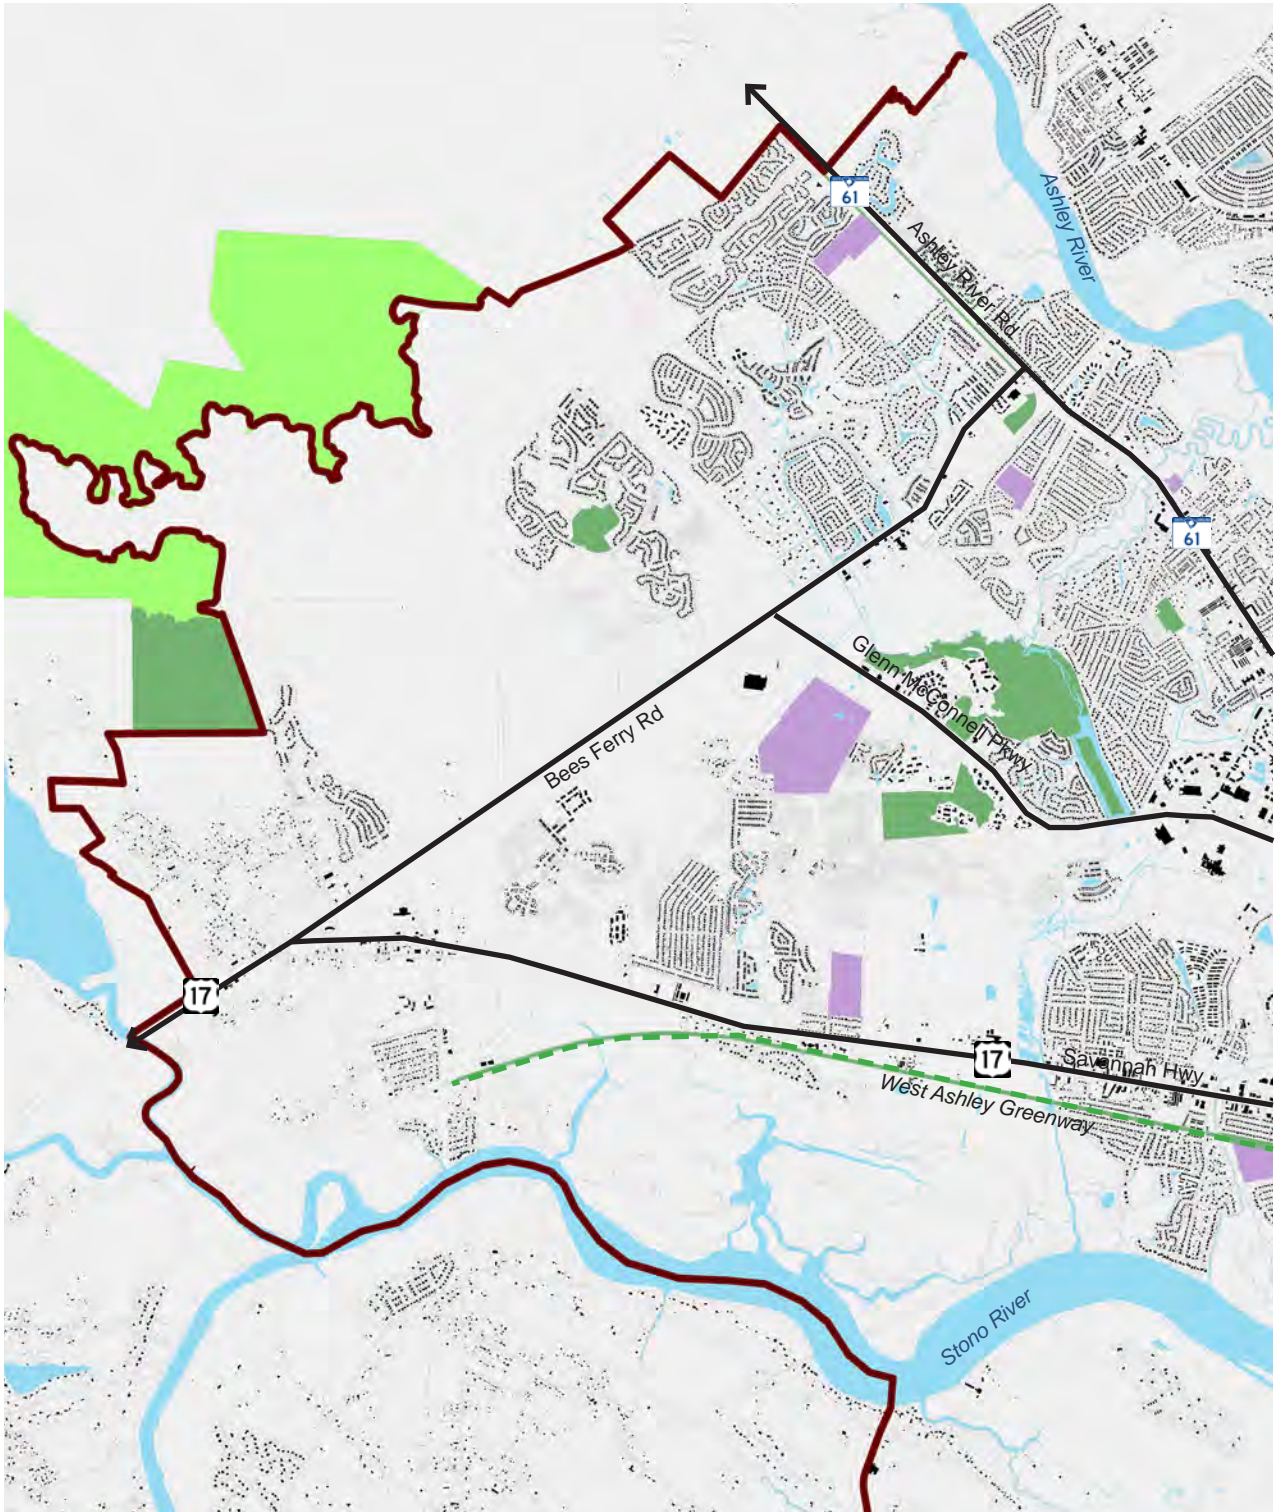 61
Ashley River
Ashley River Rd
61
Glenn McConnell Pkwy
Bees Ferry Rd
17
17
Savannah Hwy
West Ashley Greenway
Stono River